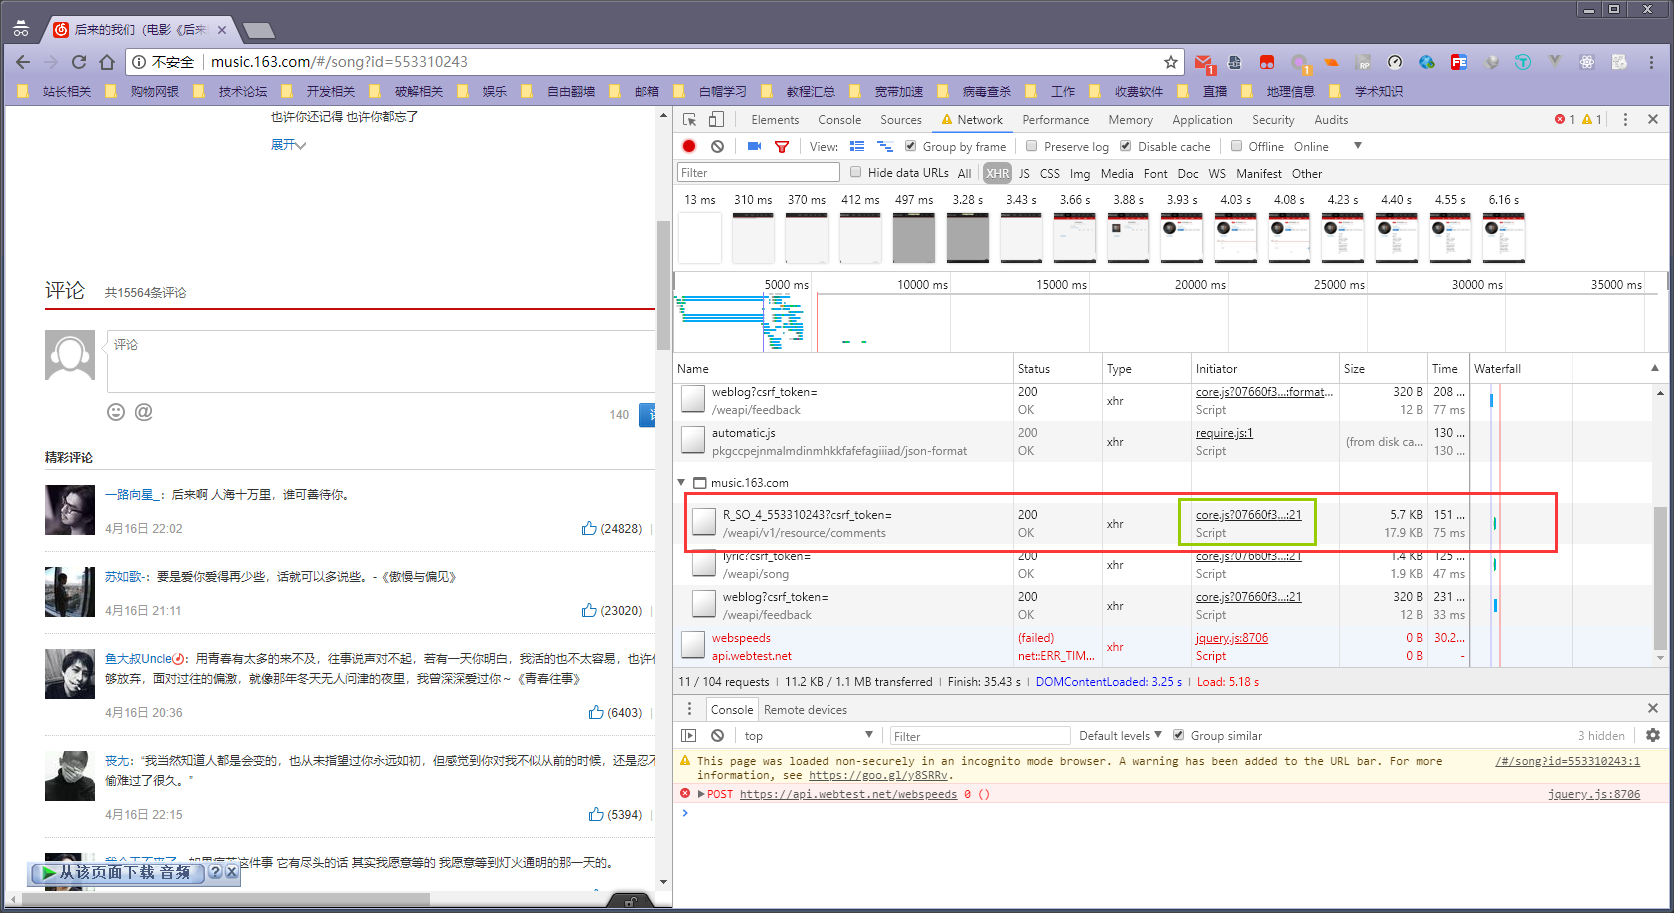 后来的我们（电影《后来
不安全 music.163.com/#/song?id=553310243
站长相关 购物网银 技术论坛 开发相关 破解相关 娱乐 自由翻墙 邮箱 白帽学习 教程汇总 宽带加速 病毒查杀 工作 收费软件 直播 地理信息 学术知识
也许你还记得 也许你都忘了
展开
评论 共15564条评论
评论
140
精彩评论
一路向星_：后来啊 人海十万里，谁可善待你。
4月16日 22:02 (24828)
苏如歌-：要是爱你爱得再少些，话就可以多说些。-《傲慢与偏见》
4月16日 21:11 (23020)
鱼大叔Uncle：用青春有太多的来不及，往事说声对不起，若有一天你明白，我活的也不太容易，也许
够放弃，面对过往的偏激，就像那年冬天无人问津的夜里，我曾深深爱过你～《青春往事》
4月16日 20:36 (6403)
丧尢：“我当然知道人都是会变的，也从未指望过你永远如初，但感觉到你对我不似从前的时候，还是忍不
偷难过了很久。”
4月16日 22:15 (5394)
这件事 它有尽头的话 其实我愿意等的 我愿意等到灯火通明的那一天的。
从该页面下载 音频 ?
Elements Console Sources Network Performance Memory Application Security Audits 1 1
View: Group by frame Preserve log Disable cache Offline Online
Filter Hide data URLs All XHR JS CSS Img Media Font Doc WS Manifest Other
13 ms 310 ms 370 ms 412 ms 497 ms 3.28 s 3.43 s 3.66 s 3.88 s 3.93 s 4.03 s 4.08 s 4.23 s 4.40 s 4.55 s 6.16 s
5000 ms 10000 ms 15000 ms 20000 ms 25000 ms 30000 ms 35000 ms
Name Status Type Initiator Size Time Waterfall
weblog?csrf_token= 200 xhr core.js?07660f3...:format... 320 B 208 ...
/weapi/feedback OK Script 12 B 77 ms
automatic.js 200 xhr require.js:1 (from disk ca... 130 ...
pkgccpejnmalmdinmhkkfafefagiiiad/json-format OK Script 130 ...
music.163.com
R_SO_4_553310243?csrf_token= 200 xhr core.js?07660f3...:21 5.7 KB 151 ...
/weapi/v1/resource/comments OK Script 17.9 KB 75 ms
lyric?csrf_token= 200 xhr core.js?07660f3...:21 1.4 KB 125 ...
/weapi/song OK Script 1.9 KB 47 ms
weblog?csrf_token= 200 xhr core.js?07660f3...:21 320 B 231 ...
/weapi/feedback OK Script 12 B 33 ms
webspeeds (failed) xhr jquery.js:8706 0 B 30.2...
api.webtest.net net::ERR_TIM... Script 0 B -
11 / 104 requests | 11.2 KB / 1.1 MB transferred | Finish: 35.43 s | DOMContentLoaded: 3.25 s | Load: 5.18 s
Console Remote devices
top Filter Default levels Group similar 3 hidden
This page was loaded non-securely in an incognito mode browser. A warning has been added to the URL bar. For more /#/song?id=553310243:1
information, see https://goo.gl/y8SRRv.
POST https://api.webtest.net/webspeeds 0 () jquery.js:8706